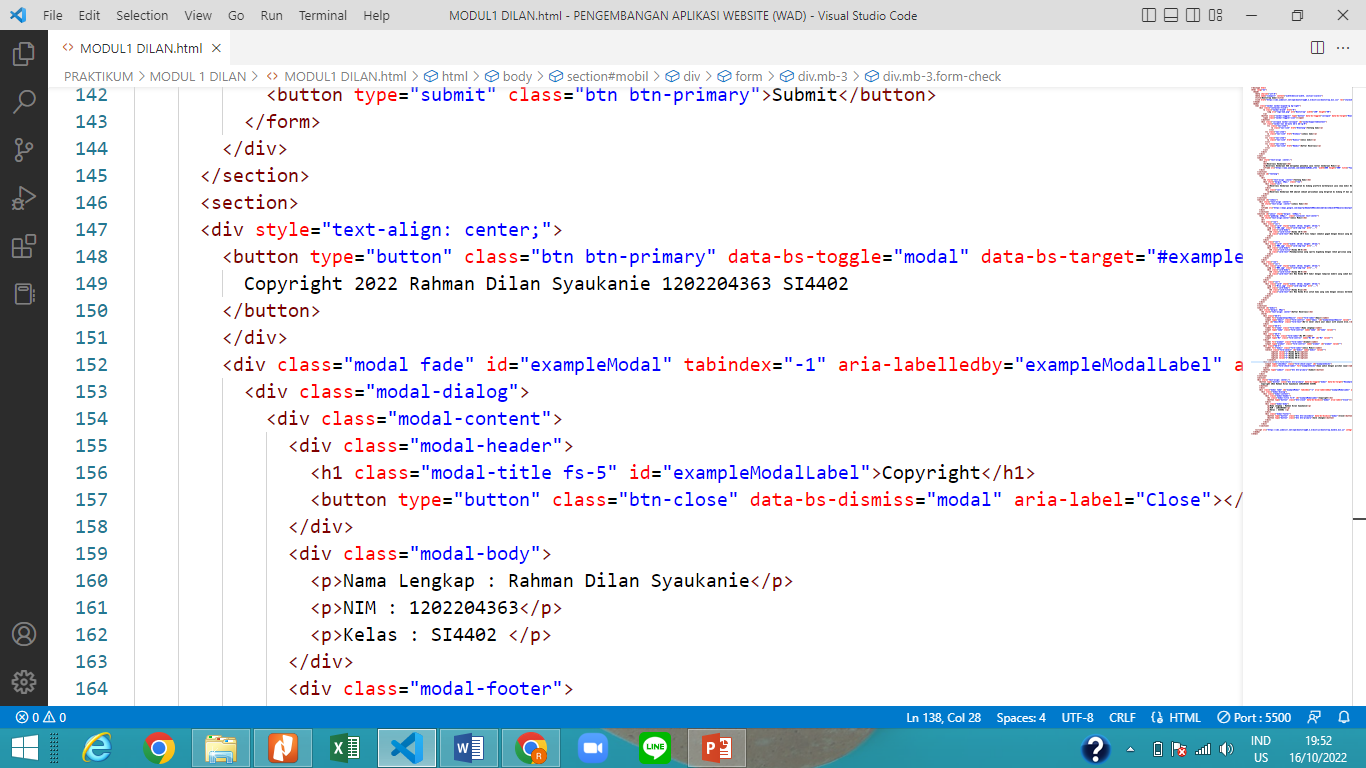 File Edit Selection View Go Run Terminal Help MODUL1 DILAN.html - PENGEMBANGAN APLIKASI WEBSITE (WAD) - Visual Studio Code
MODUL1 DILAN.html
PRAKTIKUM > MODUL 1 DILAN > MODUL1 DILAN.html > html > body > section#mobil > div > form > div.mb-3 > div.mb-3.form-check
142 <button type="submit" class="btn btn-primary">Submit</button>
143 </form>
144 </div>
145 </section>
146 <section>
147 <div style="text-align: center;">
148 <button type="button" class="btn btn-primary" data-bs-toggle="modal" data-bs-target="#example
149 Copyright 2022 Rahman Dilan Syaukanie 1202204363 SI4402
150 </button>
151 </div>
152 <div class="modal fade" id="exampleModal" tabindex="-1" aria-labelledby="exampleModalLabel" a
153 <div class="modal-dialog">
154 <div class="modal-content">
155 <div class="modal-header">
156 <h1 class="modal-title fs-5" id="exampleModalLabel">Copyright</h1>
157 <button type="button" class="btn-close" data-bs-dismiss="modal" aria-label="Close"></
158 </div>
159 <div class="modal-body">
160 <p>Nama Lengkap : Rahman Dilan Syaukanie</p>
161 <p>NIM : 1202204363</p>
162 <p>Kelas : SI4402 </p>
163 </div>
164 <div class="modal-footer">
0 0 Ln 138, Col 28 Spaces: 4 UTF-8 CRLF HTML Port : 5500
LINE
IND 19:52
US 16/10/2022